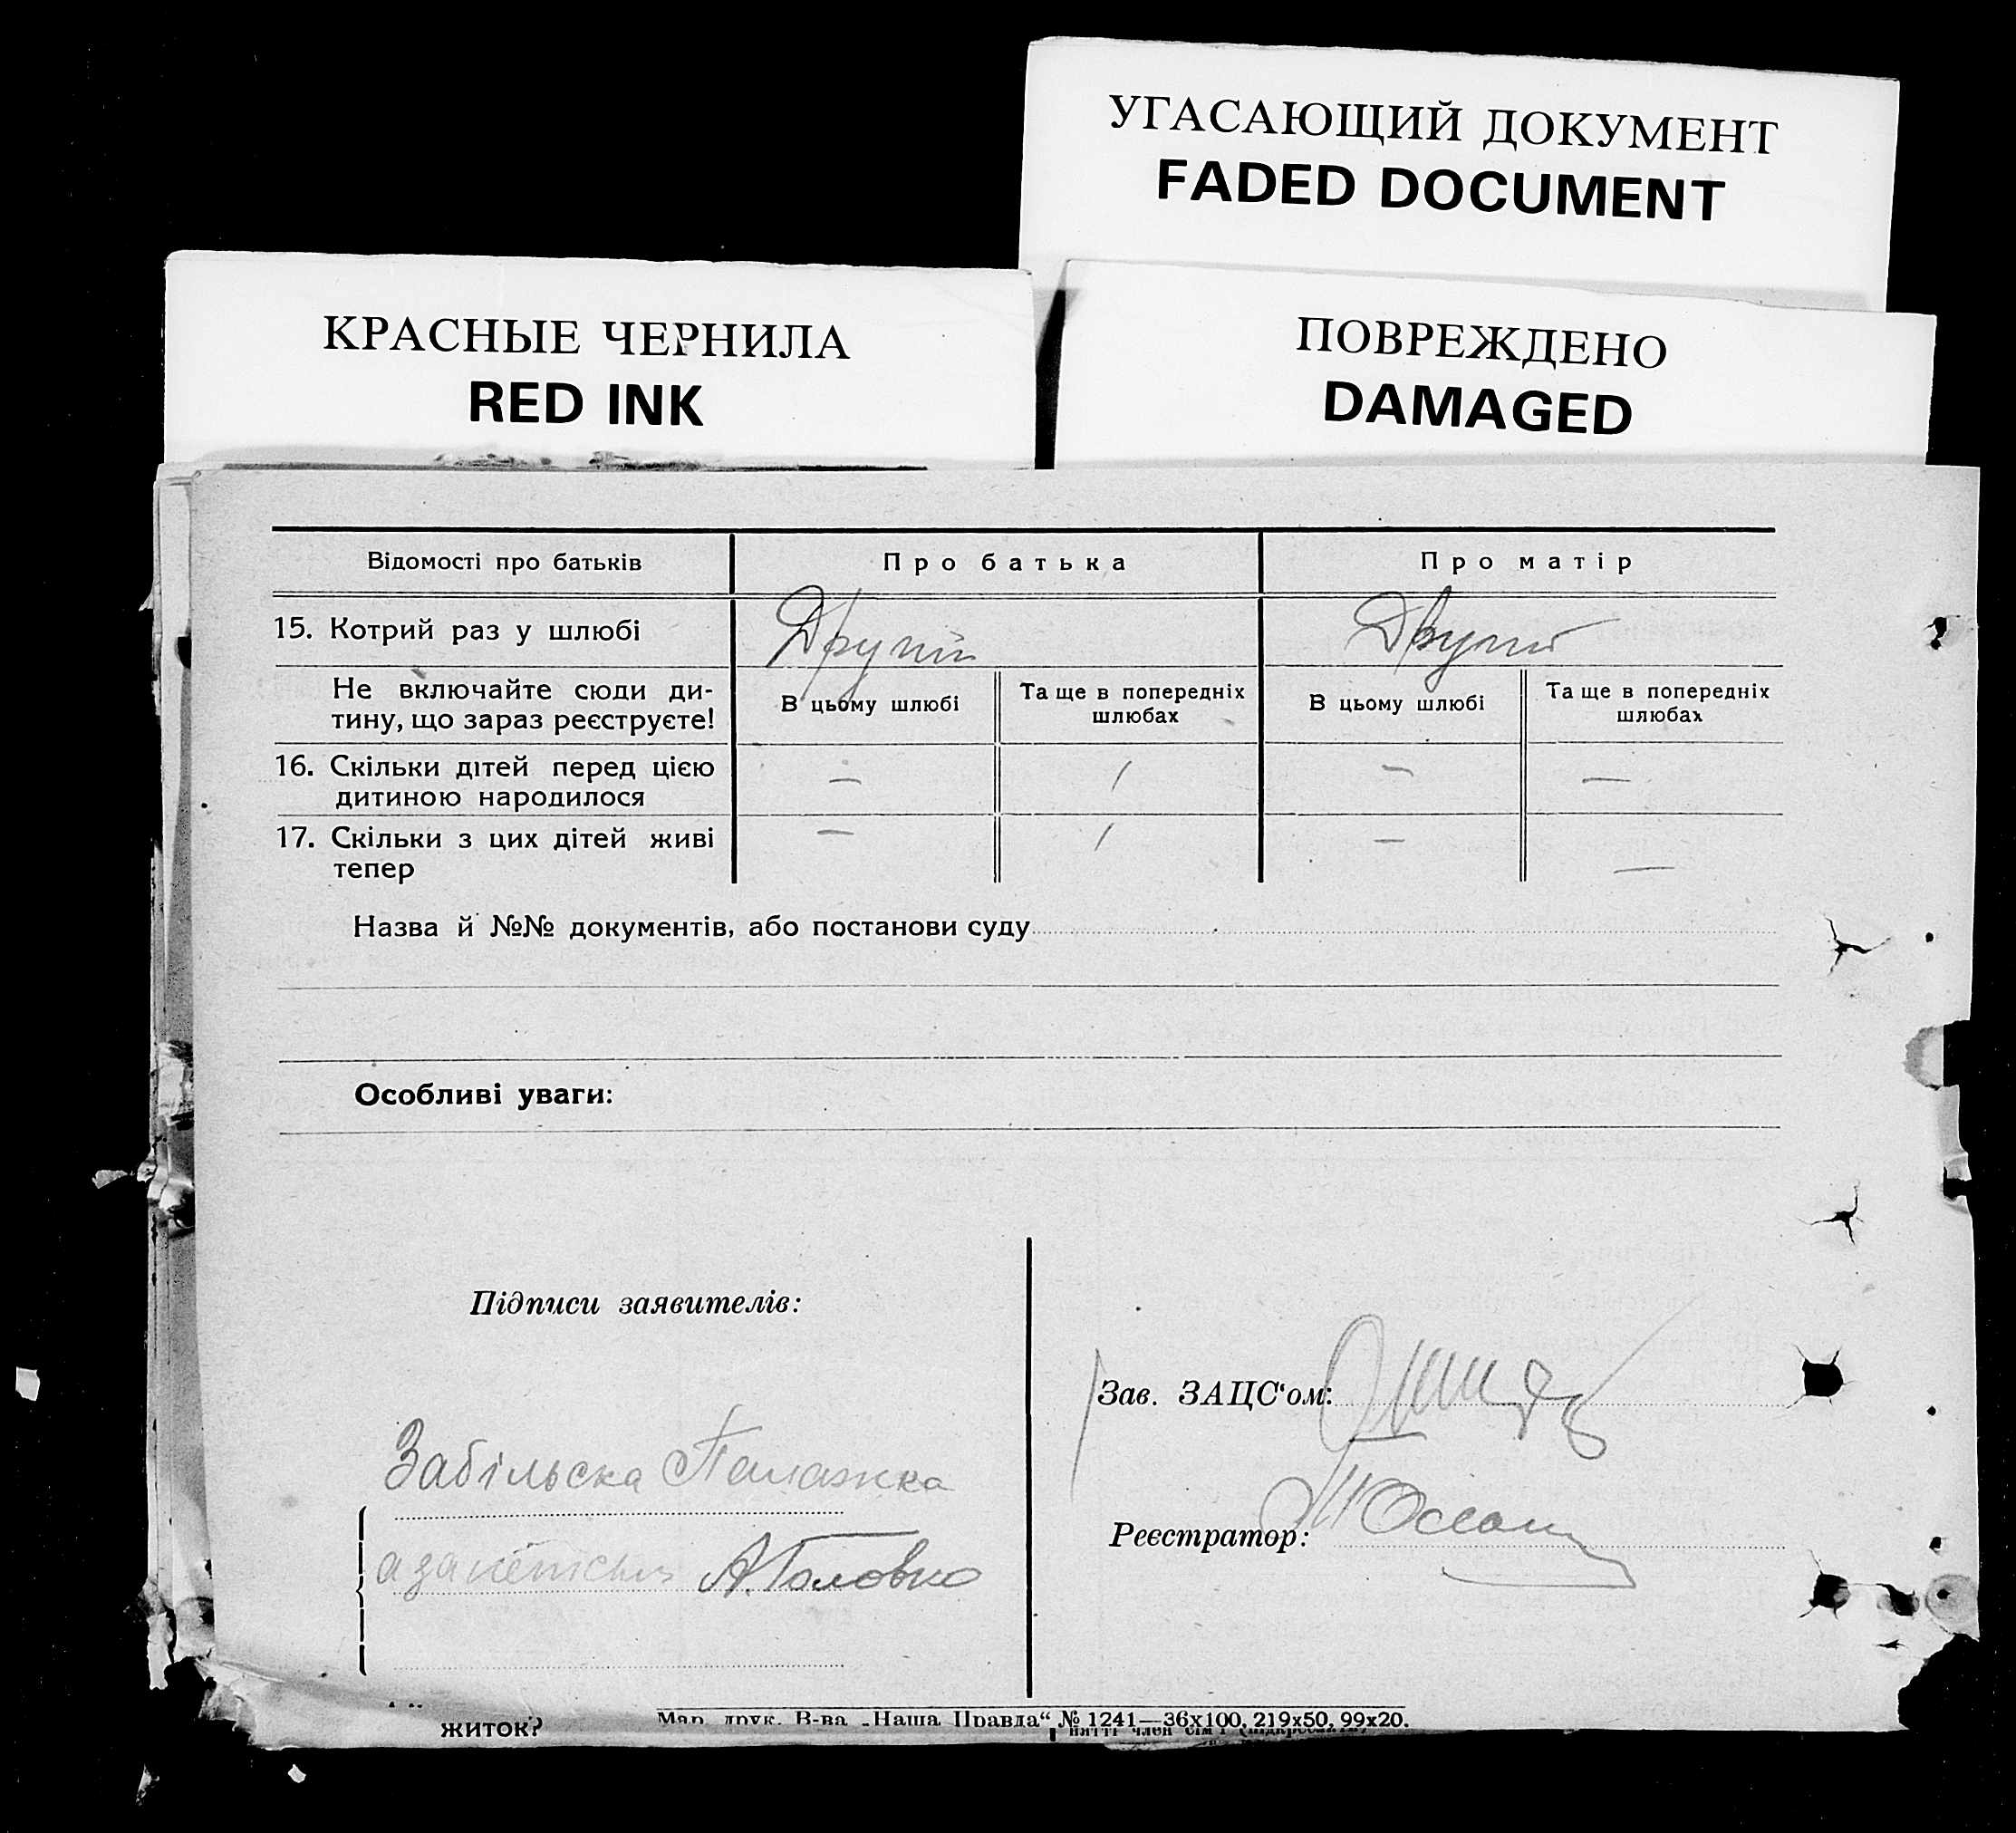 УГАСАЮЩИЙ ДОКУМЕНТ
FADED DOCUMENT
КРАСНЫЕ ЧЕРНИЛА
RED INK
ПОВРЕЖДЕНО
DAMAGED
Відомості про батьків Про батька Про матір
15. Котрий раз у шлюбі Другий Другий
Не включайте сюди ди-
тину, що зараз реєструєте!
В цьому шлюбі
Та ще в попередніх
шлюбах
В цьому шлюбі
Та ще в попередніх
шлюбах
16. Скільки дітей перед цією
дитиною народилося
— / — —
17. Скільки з цих дітей живі
тепер
— / — —
Назва й №№ документів, або постанови суду
Особливі уваги:
Підписи заявителів:
Забільська Палажка
А. Головко
Зав. ЗАЦС‘ом:
Реєстратор:
Мар. друк. В-ва „Наша Правда“ № 1241—36х100, 219х50, 99х20.
житок?